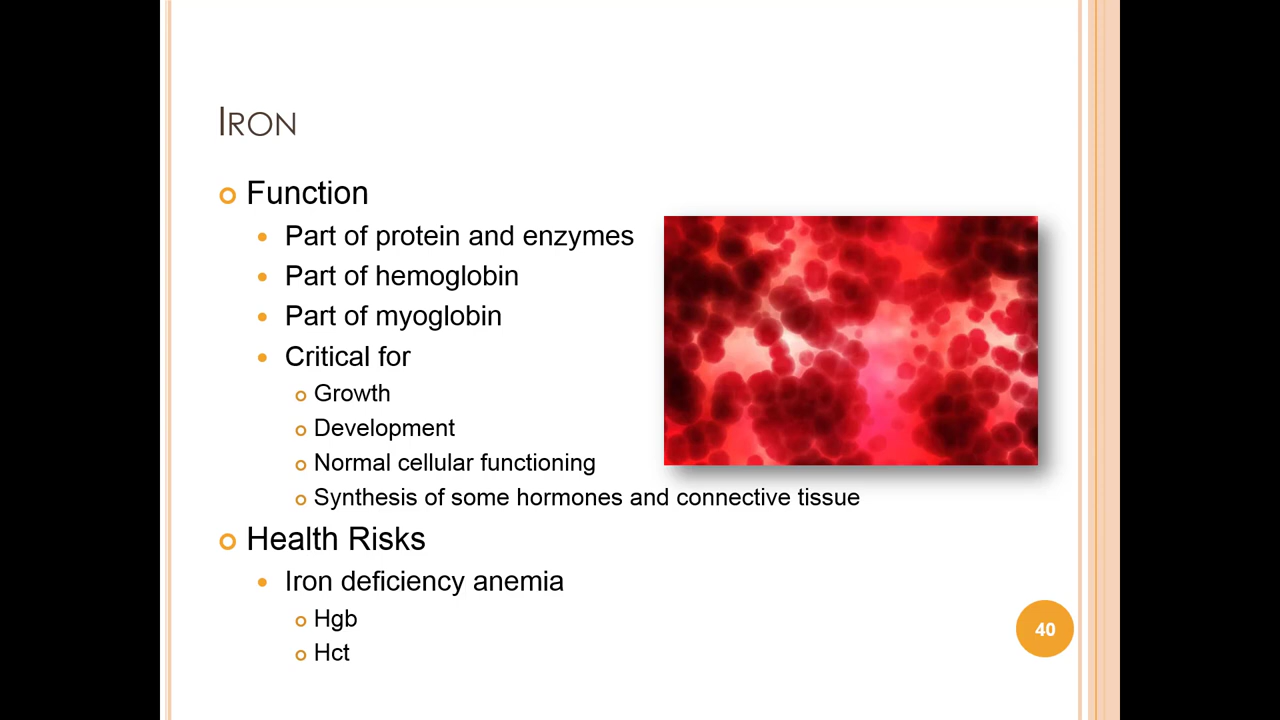 Iron
Function
Part of protein and enzymes
Part of hemoglobin
Part of myoglobin
Critical for
Growth
Development
Normal cellular functioning
Synthesis of some hormones and connective tissue
Health Risks
Iron deficiency anemia
Hgb
Hct
40